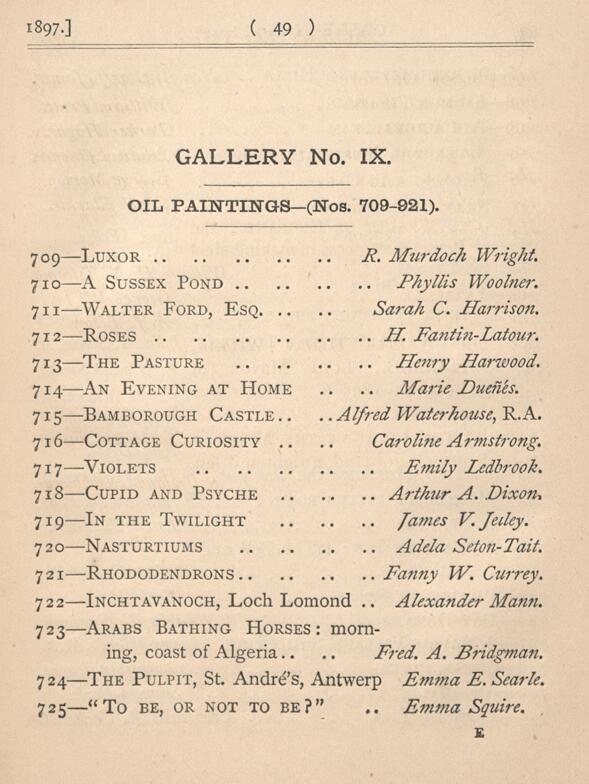 1897.] ( 49 )
GALLERY No. IX.
OIL PAINTINGS—(Nos. 709-921).
709—LUXOR .. .. .. .. .. R. Murdoch Wright.
710—A SUSSEX POND .. .. .. .. Phyllis Woolner.
711—WALTER FORD, ESQ. .. .. .. Sarah C. Harrison.
712—ROSES .. .. .. .. .. H. Fantin-Latour.
713—THE PASTURE .. .. .. .. Henry Harwood.
714—AN EVENING AT HOME .. .. Marie Dueñés.
715—BAMBOROUGH CASTLE .. .. Alfred Waterhouse, R.A.
716—COTTAGE CURIOSITY .. .. Caroline Armstrong.
717—VIOLETS .. .. .. .. .. Emily Ledbrook.
718—CUPID AND PSYCHE .. .. .. Arthur A. Dixon.
719—IN THE TWILIGHT .. .. .. James V. Jelley.
720—NASTURTIUMS .. .. .. .. Adela Seton-Tait.
721—RHODODENDRONS .. .. .. .. Fanny W. Currey.
722—INCHTAVANOCH, Loch Lomond .. Alexander Mann.
723—ARABS BATHING HORSES: morn-
ing, coast of Algeria .. .. Fred. A. Bridgman.
724—THE PULPIT, St. André's, Antwerp Emma E. Searle.
725—"TO BE, OR NOT TO BE?" .. Emma Squire.
E